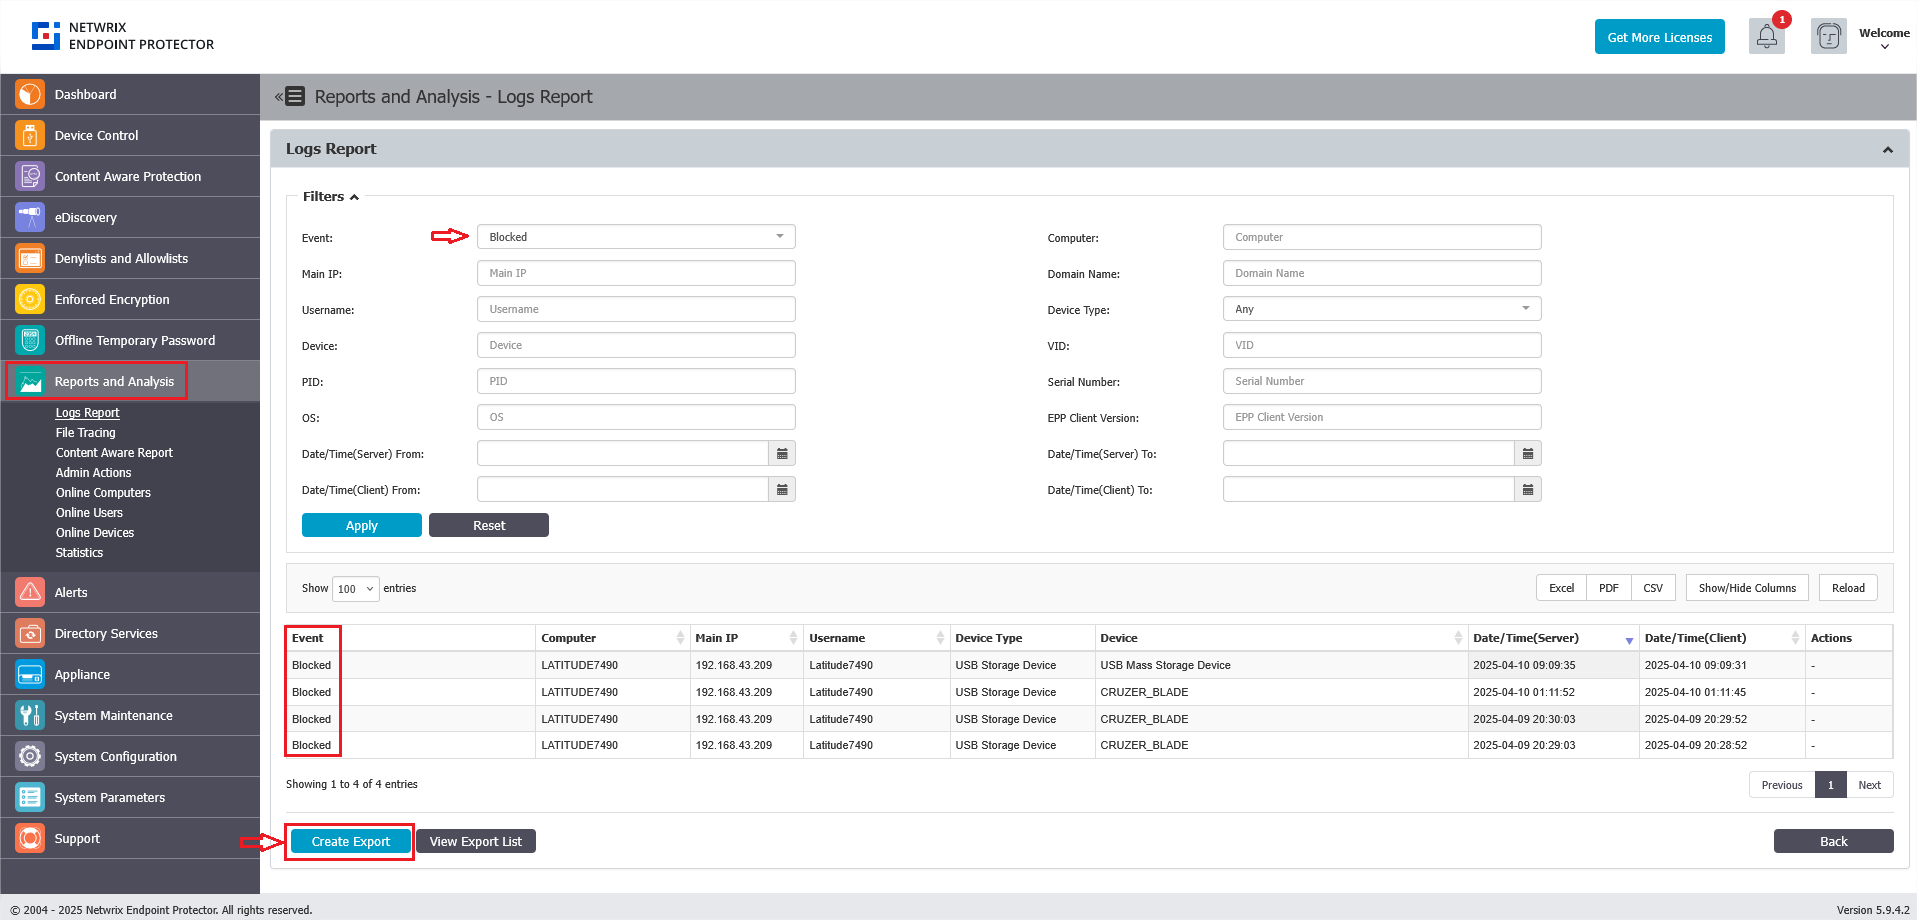 NETWRIX
ENDPOINT PROTECTOR
Get More Licenses
1
Welcome
Dashboard
Device Control
Content Aware Protection
eDiscovery
Denylists and Allowlists
Enforced Encryption
Offline Temporary Password
Reports and Analysis
Logs Report
File Tracing
Content Aware Report
Admin Actions
Online Computers
Online Users
Online Devices
Statistics
Alerts
Directory Services
Appliance
System Maintenance
System Configuration
System Parameters
Support
« Reports and Analysis - Logs Report
Logs Report
Filters
Event: Blocked Computer: Computer
Main IP: Main IP Domain Name: Domain Name
Username: Username Device Type: Any
Device: Device VID: VID
PID: PID Serial Number: Serial Number
OS: OS EPP Client Version: EPP Client Version
Date/Time(Server) From: Date/Time(Server) To:
Date/Time(Client) From: Date/Time(Client) To:
Apply Reset
Show 100 entries Excel PDF CSV Show/Hide Columns Reload
Event Computer Main IP Username Device Type Device Date/Time(Server) Date/Time(Client) Actions
Blocked LATITUDE7490 192.168.43.209 Latitude7490 USB Storage Device USB Mass Storage Device 2025-04-10 09:09:35 2025-04-10 09:09:31 -
Blocked LATITUDE7490 192.168.43.209 Latitude7490 USB Storage Device CRUZER_BLADE 2025-04-10 01:11:52 2025-04-10 01:11:45 -
Blocked LATITUDE7490 192.168.43.209 Latitude7490 USB Storage Device CRUZER_BLADE 2025-04-09 20:30:03 2025-04-09 20:29:52 -
Blocked LATITUDE7490 192.168.43.209 Latitude7490 USB Storage Device CRUZER_BLADE 2025-04-09 20:29:03 2025-04-09 20:28:52 -
Showing 1 to 4 of 4 entries Previous 1 Next
Create Export View Export List Back
© 2004 - 2025 Netwrix Endpoint Protector. All rights reserved. Version 5.9.4.2